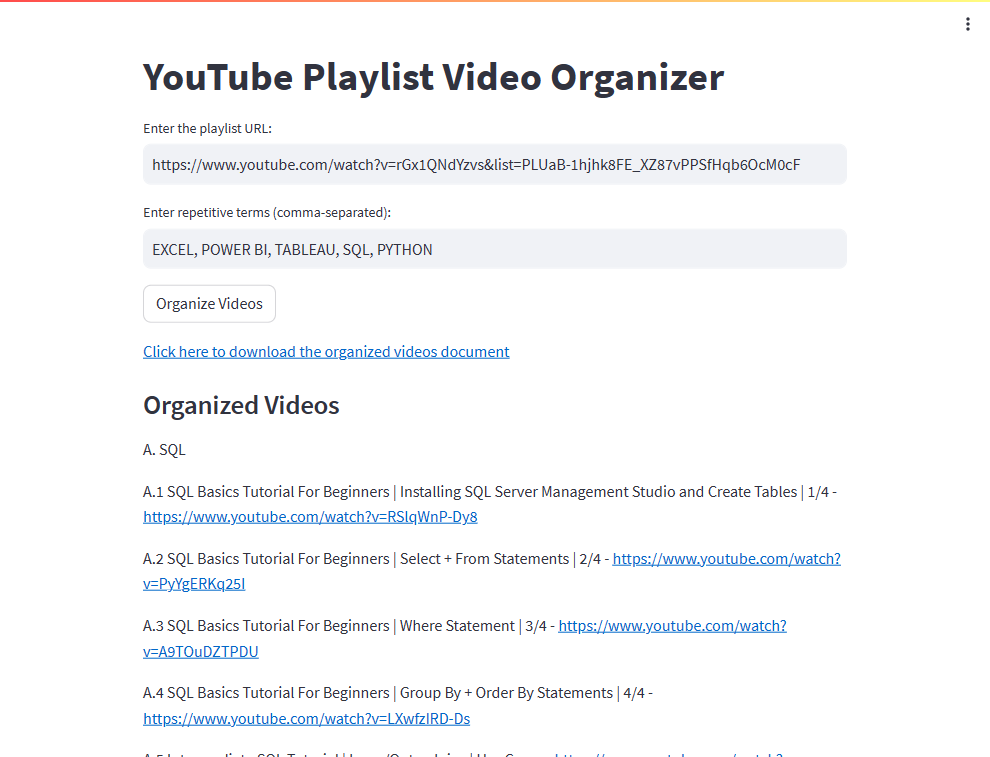 YouTube Playlist Video Organizer
Enter the playlist URL:
https://www.youtube.com/watch?v=rGx1QNdYzvs&list=PLUaB-1hjhk8FE_XZ87vPPSfHqb6OcM0cF
Enter repetitive terms (comma-separated):
EXCEL, POWER BI, TABLEAU, SQL, PYTHON
Organize Videos
Click here to download the organized videos document
Organized Videos
A. SQL
A.1 SQL Basics Tutorial For Beginners | Installing SQL Server Management Studio and Create Tables | 1/4 -
https://www.youtube.com/watch?v=RSlqWnP-Dy8
A.2 SQL Basics Tutorial For Beginners | Select + From Statements | 2/4 - https://www.youtube.com/watch?
v=PyYgERKq25I
A.3 SQL Basics Tutorial For Beginners | Where Statement | 3/4 - https://www.youtube.com/watch?
v=A9TOuDZTPDU
A.4 SQL Basics Tutorial For Beginners | Group By + Order By Statements | 4/4 -
https://www.youtube.com/watch?v=LXwfzIRD-Ds